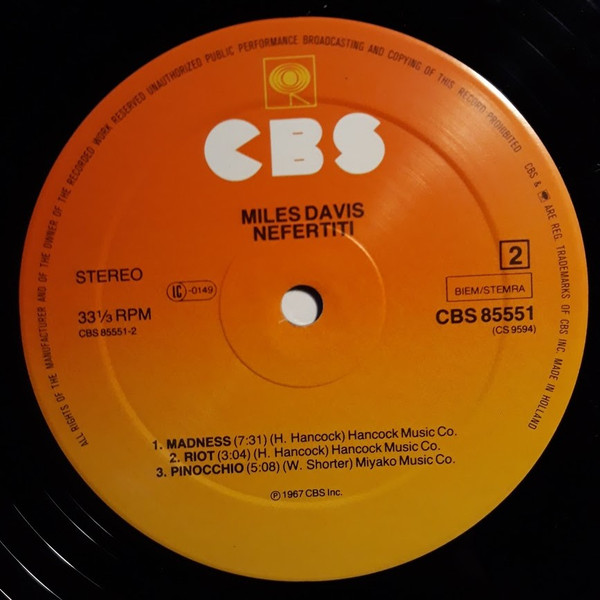 ALL RIGHTS OF THE MANUFACTURER AND OF THE OWNER OF THE RECORDED WORK RESERVED UNAUTHORIZED PUBLIC PERFORMANCE BROADCASTING AND COPYING OF THIS RECORD PROHIBITED
CBS & ARE REG. TRADEMARKS OF CBS INC. MADE IN HOLLAND
CBS
MILES DAVIS
NEFERTITI
2
STEREO
IC -0149
BIEM/STEMRA
33⅓ RPM
CBS 85551
CBS 85551-2
(CS 9594)
1. MADNESS (7:31) (H. Hancock) Hancock Music Co.
2. RIOT (3:04) (H. Hancock) Hancock Music Co.
3. PINOCCHIO (5:08) (W. Shorter) Miyako Music Co.
℗ 1967 CBS Inc.